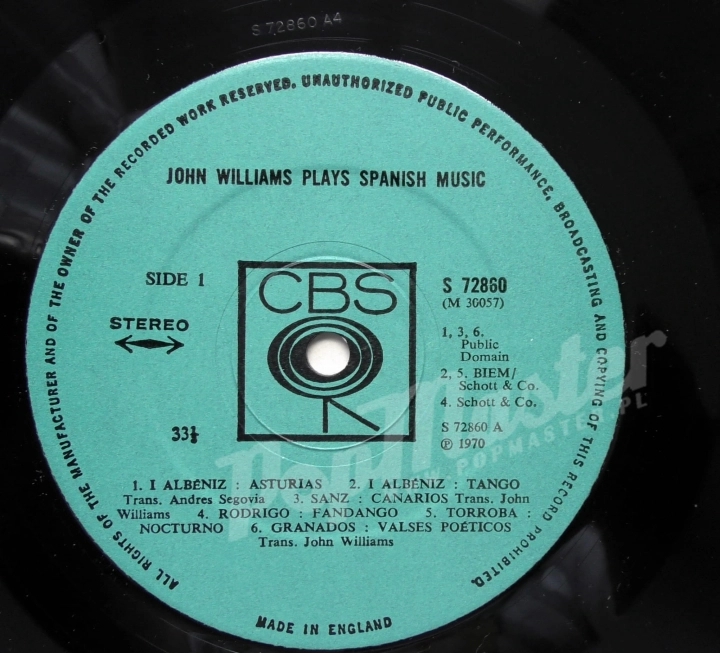 S 72860 A4
ALL RIGHTS OF THE MANUFACTURER AND OF THE OWNER OF THE RECORDED WORK RESERVED. UNAUTHORIZED PUBLIC PERFORMANCE, BROADCASTING AND COPYING OF THIS RECORD PROHIBITED.
JOHN WILLIAMS PLAYS SPANISH MUSIC
SIDE 1
CBS
S 72860
(M 30057)
STEREO
1, 3, 6.
Public
Domain
2, 5. BIEM/
Schott & Co.
4. Schott & Co.
33⅓
S 72860 A
℗ 1970
1. I ALBÉNIZ : ASTURIAS 2. I ALBÉNIZ : TANGO
Trans. Andres Segovia 3. SANZ : CANARIOS Trans. John
Williams 4. RODRIGO : FANDANGO 5. TORROBA :
NOCTURNO 6. GRANADOS : VALSES POÉTICOS
Trans. John Williams
MADE IN ENGLAND
PopMaster
WWW.POPMASTER.PL